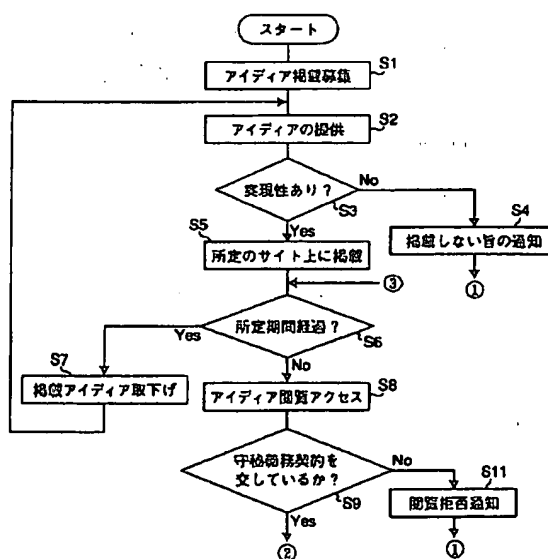 スタート
S1
アイディア掲載募集
S2
アイディアの提供
実現性あり?
No
S3
Yes
S4
掲載しない旨の通知
①
S5
所定のサイト上に掲載
③
所定期間経過?
Yes
S6
No
S7
掲載アイディア取下げ
S8
アイディア閲覧アクセス
守秘義務契約を
交しているか?
No
S9
Yes
②
S11
閲覧拒否通知
①